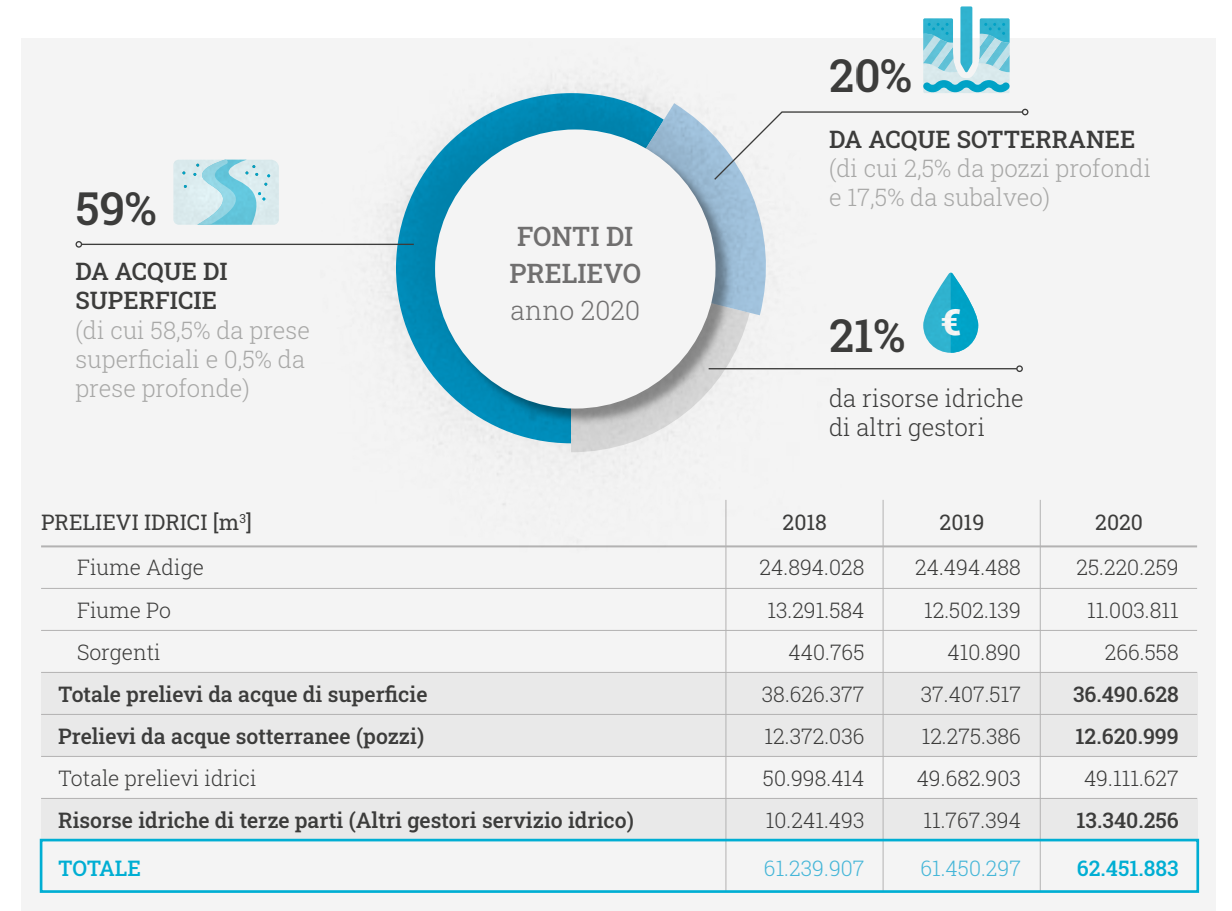 20%
DA ACQUE SOTTERRANEE
(di cui 2,5% da pozzi profondi
e 17,5% da subalveo)
59%
DA ACQUE DI
SUPERFICIE
(di cui 58,5% da prese
superficiali e 0,5% da
prese profonde)
FONTI DI
PRELIEVO
anno 2020
21%
€
da risorse idriche
di altri gestori
PRELIEVI IDRICI [m³] 2018 2019 2020
Fiume Adige 24.894.028 24.494.488 25.220.259
Fiume Po 13.291.584 12.502.139 11.003.811
Sorgenti 440.765 410.890 266.558
Totale prelievi da acque di superficie 38.626.377 37.407.517 36.490.628
Prelievi da acque sotterranee (pozzi) 12.372.036 12.275.386 12.620.999
Totale prelievi idrici 50.998.414 49.682.903 49.111.627
Risorse idriche di terze parti (Altri gestori servizio idrico) 10.241.493 11.767.394 13.340.256
TOTALE 61.239.907 61.450.297 62.451.883